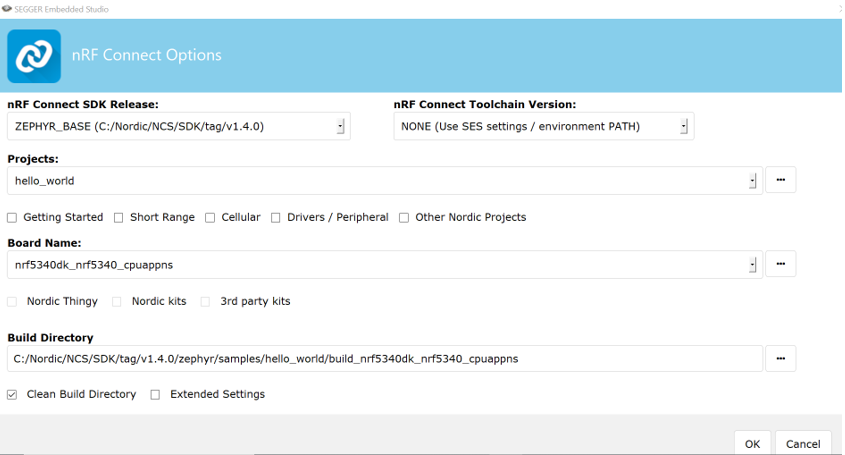 SEGGER Embedded Studio
nRF Connect Options
nRF Connect SDK Release:
nRF Connect Toolchain Version:
ZEPHYR_BASE (C:/Nordic/NCS/SDK/tag/v1.4.0)
NONE (Use SES settings / environment PATH)
Projects:
hello_world
...
Getting Started
Short Range
Cellular
Drivers / Peripheral
Other Nordic Projects
Board Name:
nrf5340dk_nrf5340_cpuappns
...
Nordic Thingy
Nordic kits
3rd party kits
Build Directory
C:/Nordic/NCS/SDK/tag/v1.4.0/zephyr/samples/hello_world/build_nrf5340dk_nrf5340_cpuappns
...
Clean Build Directory
Extended Settings
OK
Cancel